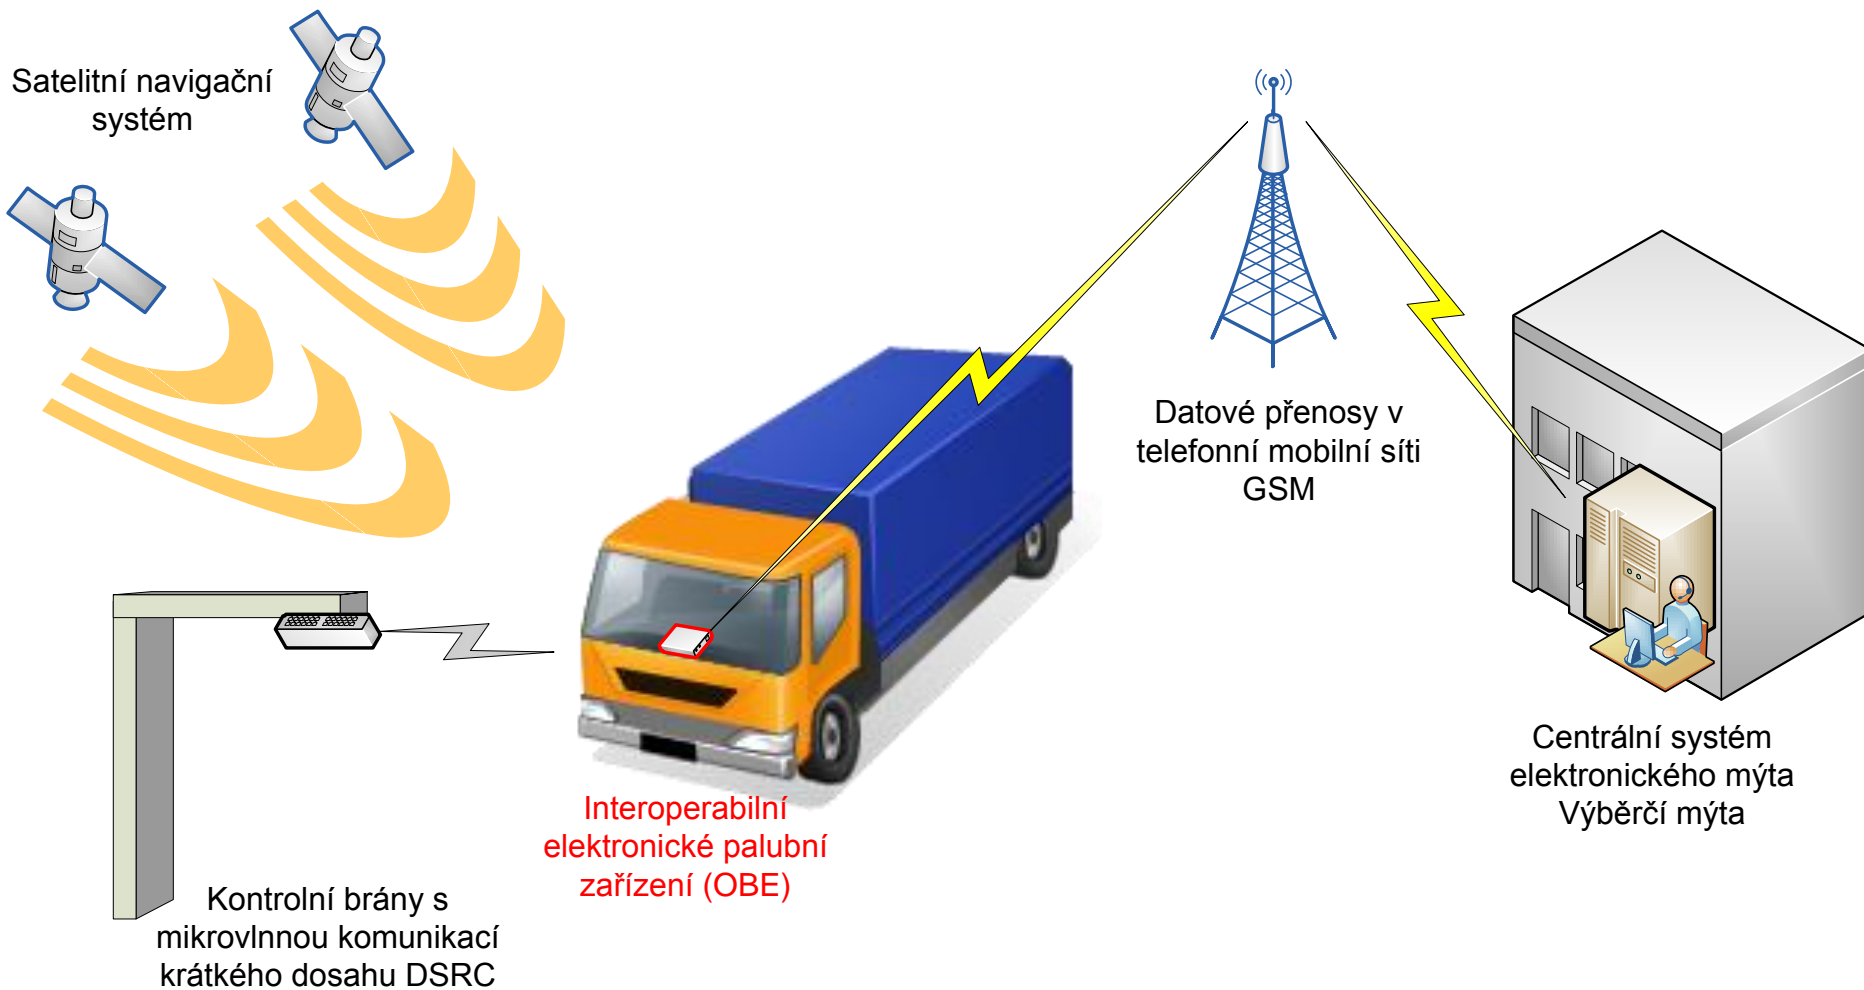 Satelitní navigační
systém
Datové přenosy v
telefonní mobilní síti
GSM
Centrální systém
elektronického mýta
Výběrčí mýta
Interoperabilní
elektronické palubní
zařízení (OBE)
Kontrolní brány s
mikrovlnnou komunikací
krátkého dosahu DSRC